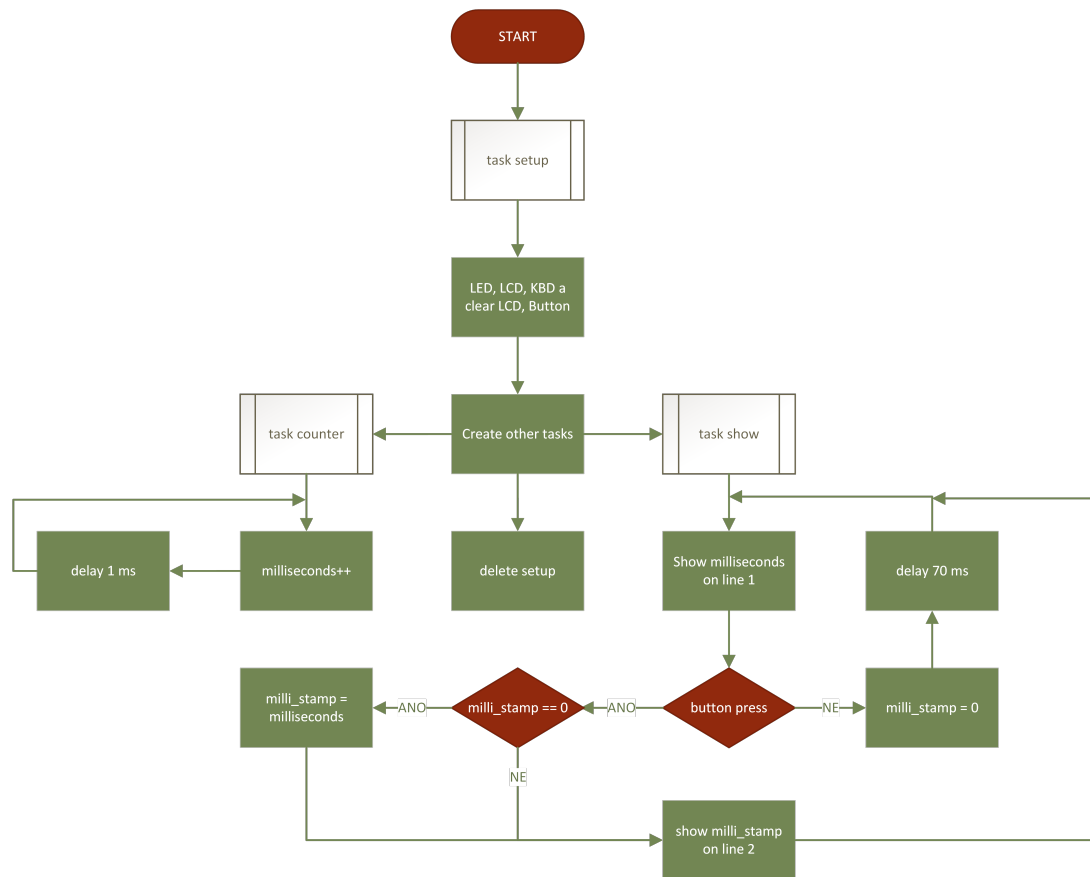 START
task setup
LED, LCD, KBD a
clear LCD, Button
task counter
Create other tasks
task show
delay 1 ms
milliseconds++
delete setup
Show milliseconds
on line 1
delay 70 ms
milli_stamp =
milliseconds
ANO
milli_stamp == 0
ANO
button press
NE
milli_stamp = 0
NE
show milli_stamp
on line 2